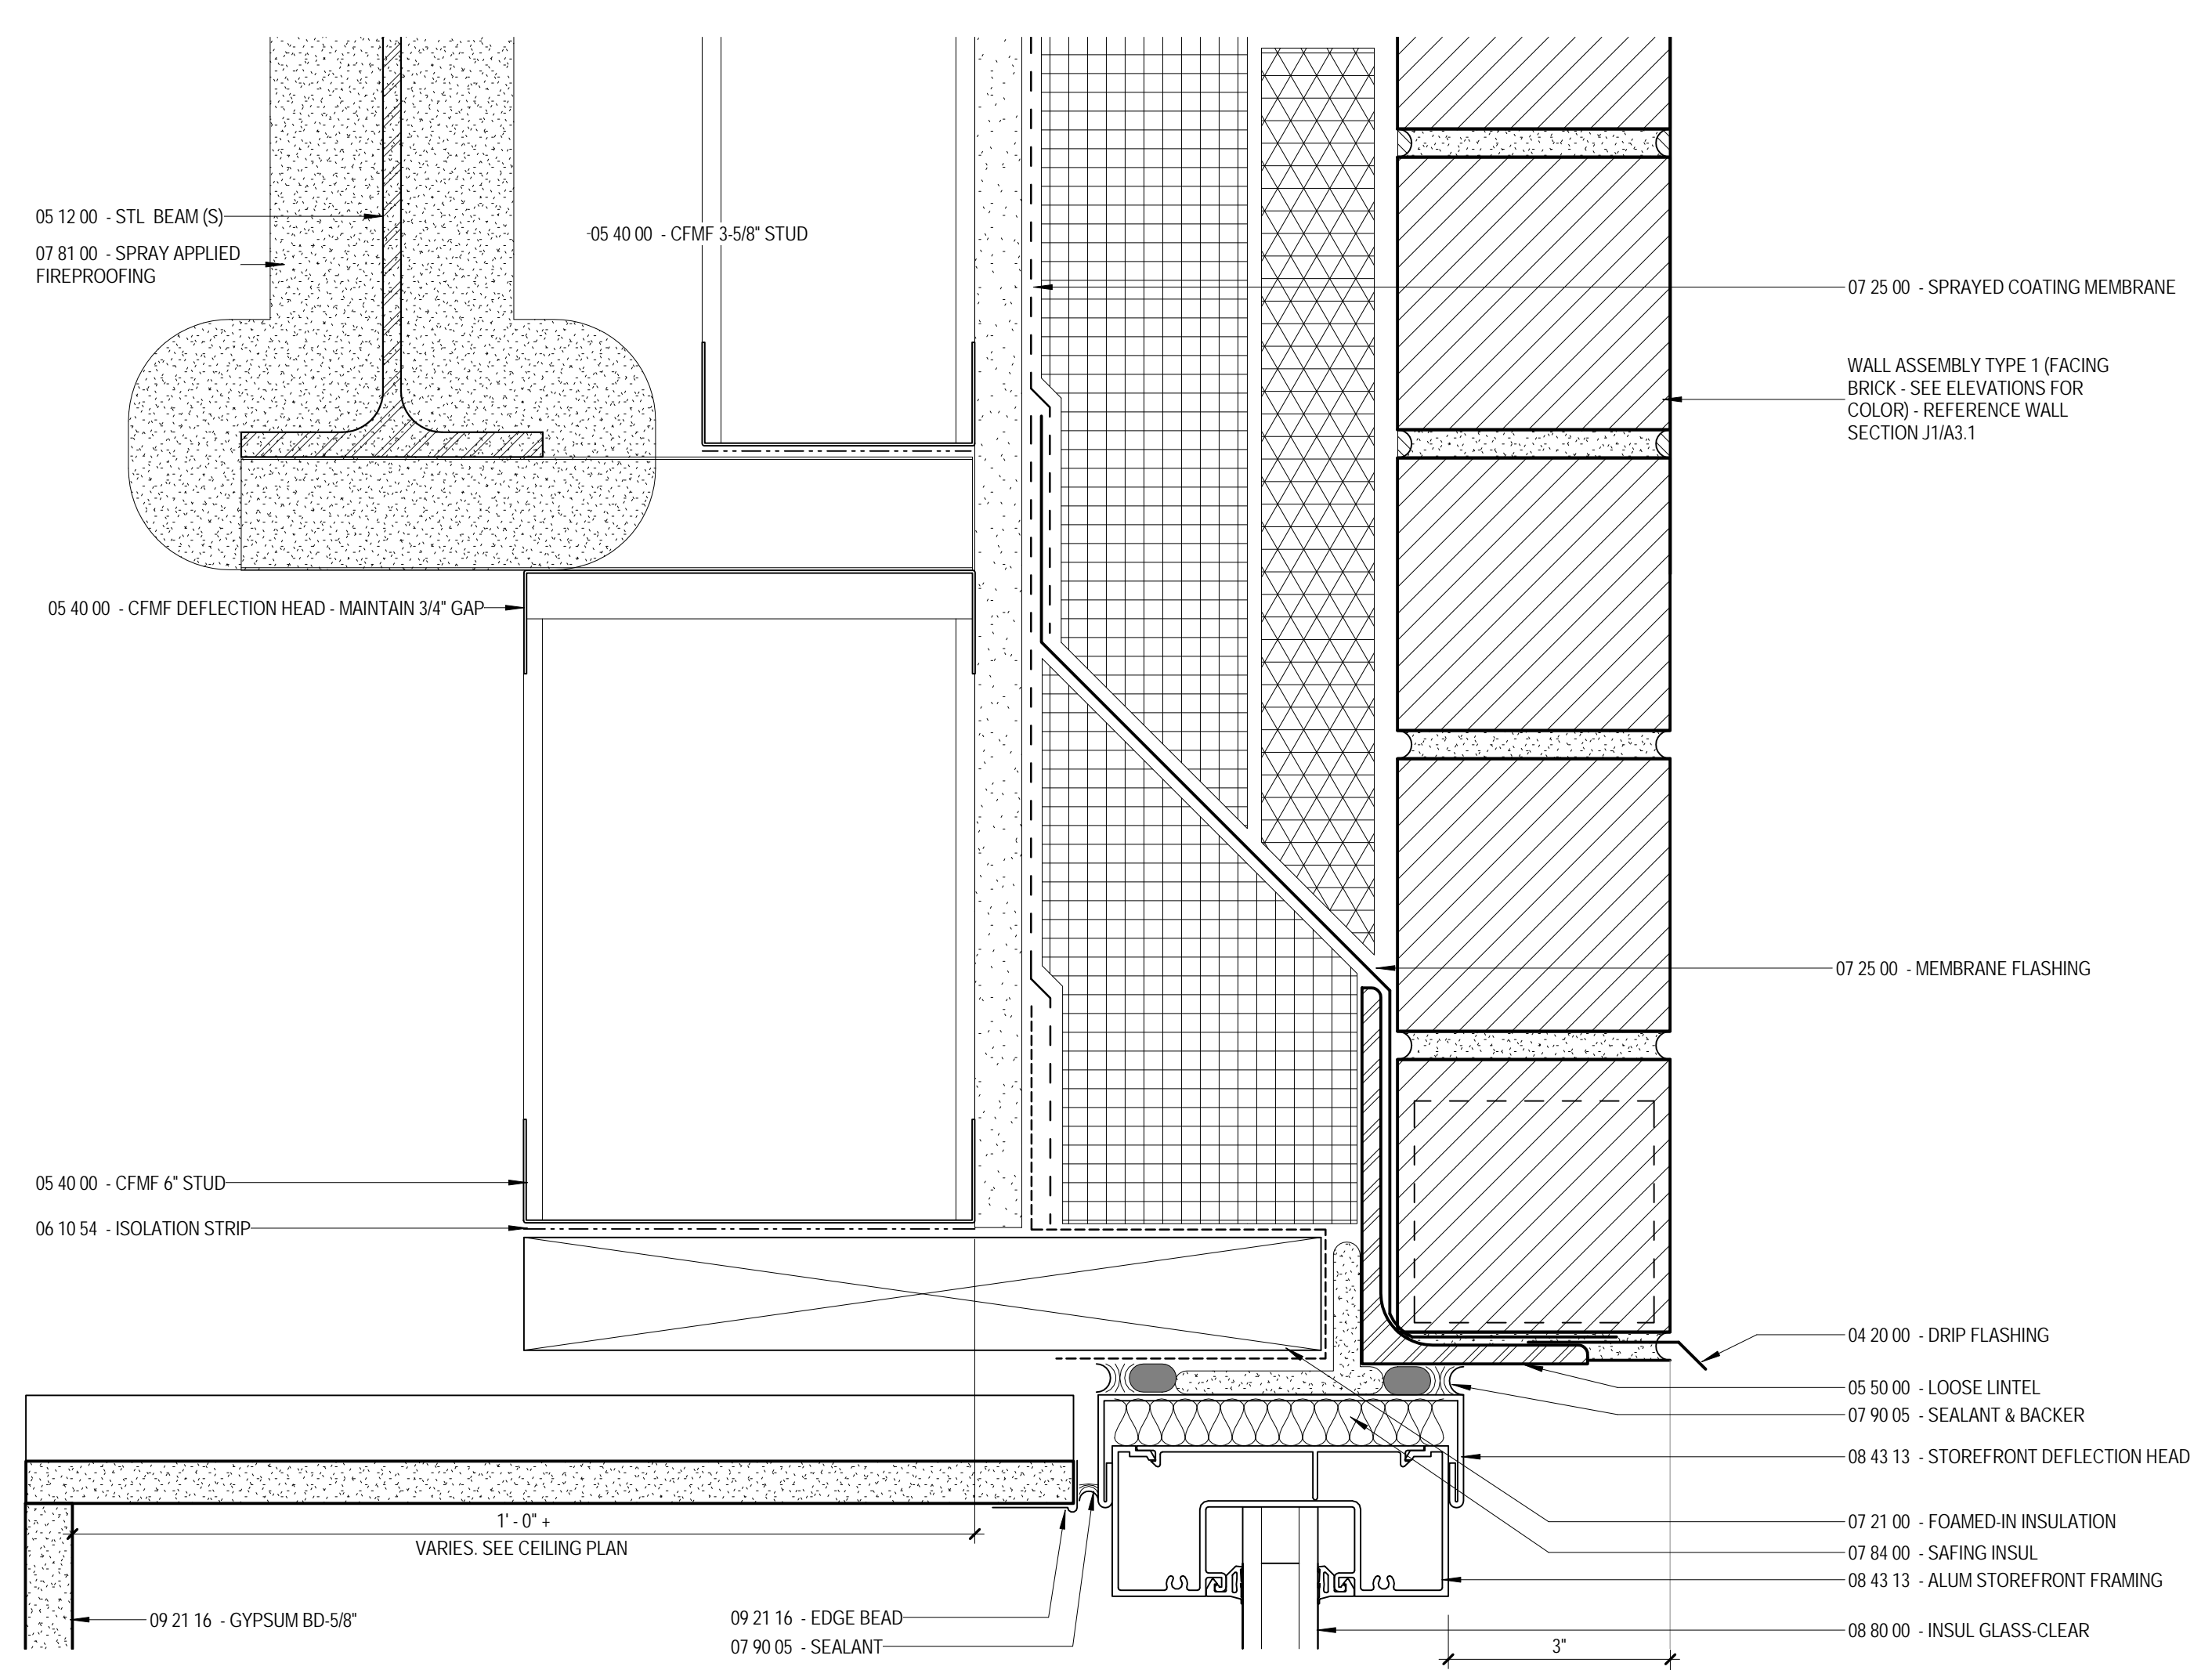 05 12 00 - STL BEAM (S)
07 81 00 - SPRAY APPLIED
FIREPROOFING
05 40 00 - CFMF 3-5/8" STUD
07 25 00 - SPRAYED COATING MEMBRANE
WALL ASSEMBLY TYPE 1 (FACING
BRICK - SEE ELEVATIONS FOR
COLOR) - REFERENCE WALL
SECTION J1/A3.1
05 40 00 - CFMF DEFLECTION HEAD - MAINTAIN 3/4" GAP
07 25 00 - MEMBRANE FLASHING
05 40 00 - CFMF 6" STUD
06 10 54 - ISOLATION STRIP
04 20 00 - DRIP FLASHING
05 50 00 - LOOSE LINTEL
07 90 05 - SEALANT & BACKER
08 43 13 - STOREFRONT DEFLECTION HEAD
07 21 00 - FOAMED-IN INSULATION
07 84 00 - SAFING INSUL
08 43 13 - ALUM STOREFRONT FRAMING
08 80 00 - INSUL GLASS-CLEAR
1' - 0" +
VARIES. SEE CEILING PLAN
09 21 16 - GYPSUM BD-5/8"
09 21 16 - EDGE BEAD
07 90 05 - SEALANT
3"